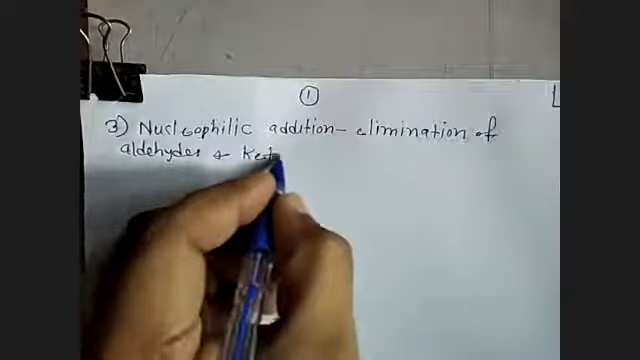 1
3) Nucleophilic addition - elimination of
aldehydes & Ket